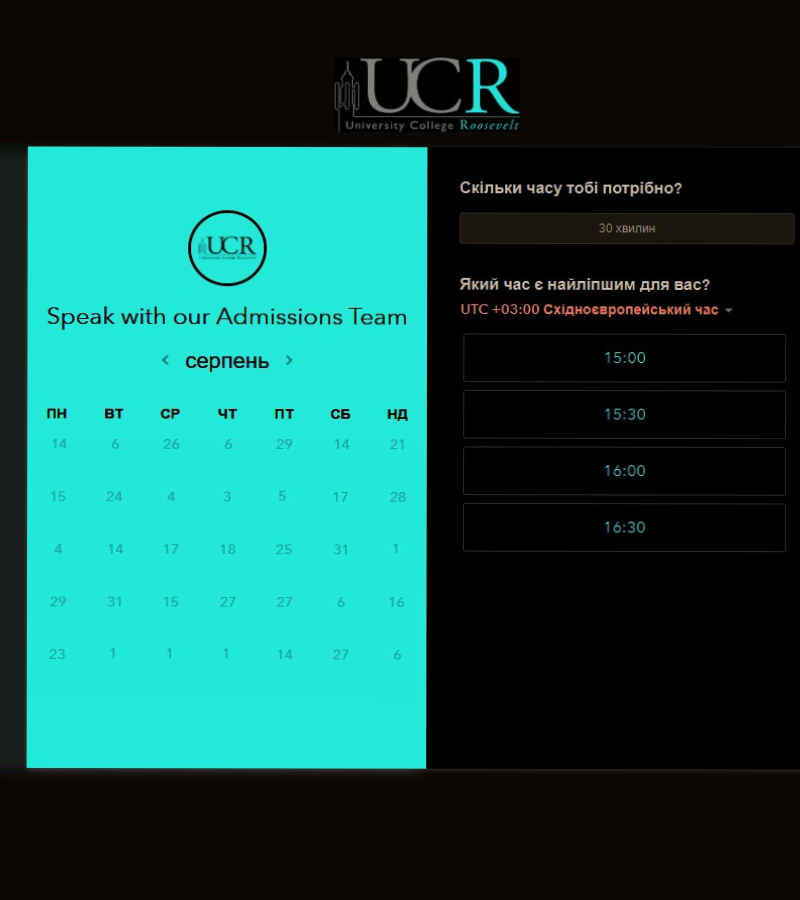 UCR
University College Roosevelt
UCR
University College Roosevelt
Speak with our Admissions Team
серпень
ПН ВТ СР ЧТ ПТ СБ НД
14 6 26 6 29 14 21
15 24 4 3 5 17 28
4 14 17 18 25 31 1
29 31 15 27 27 6 16
23 1 1 1 14 27 6
Скільки часу тобі потрібно?
30 хвилин
Який час є найліпшим для вас?
UTC +03:00 Східноєвропейський час
15:00
15:30
16:00
16:30